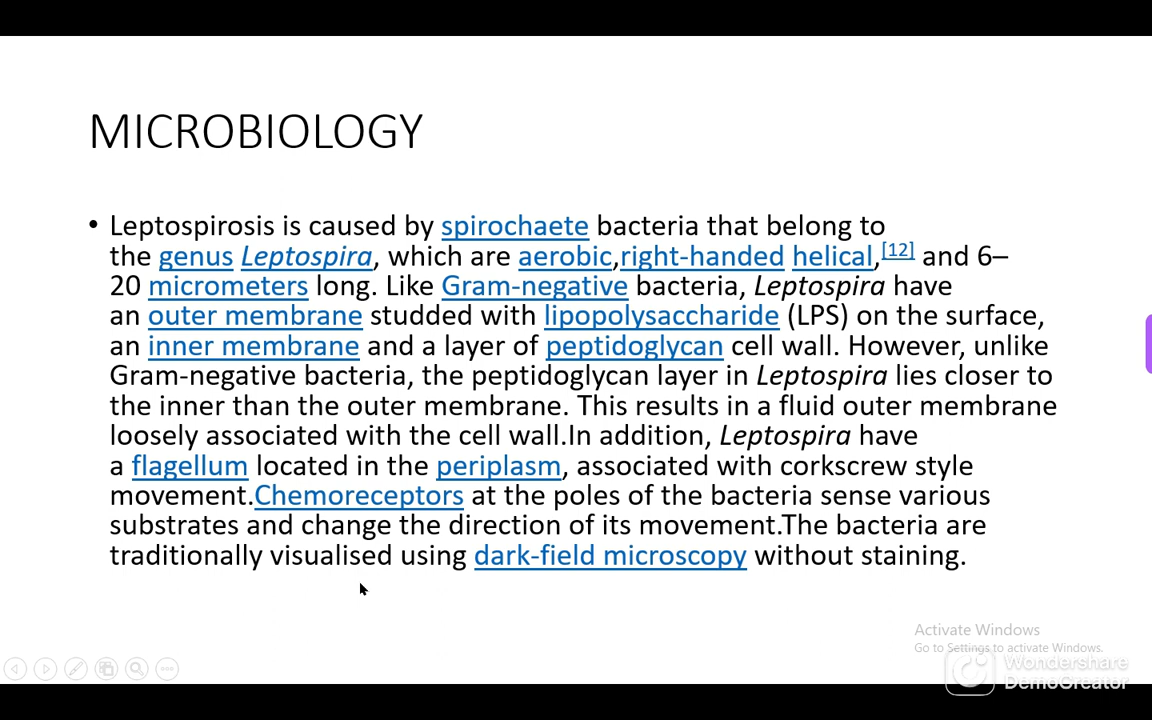 MICROBIOLOGY
• Leptospirosis is caused by spirochaete bacteria that belong to
the genus Leptospira, which are aerobic,right-handed helical,[12] and 6–
20 micrometers long. Like Gram-negative bacteria, Leptospira have
an outer membrane studded with lipopolysaccharide (LPS) on the surface,
an inner membrane and a layer of peptidoglycan cell wall. However, unlike
Gram-negative bacteria, the peptidoglycan layer in Leptospira lies closer to
the inner than the outer membrane. This results in a fluid outer membrane
loosely associated with the cell wall.In addition, Leptospira have
a flagellum located in the periplasm, associated with corkscrew style
movement.Chemoreceptors at the poles of the bacteria sense various
substrates and change the direction of its movement.The bacteria are
traditionally visualised using dark-field microscopy without staining.
Activate Windows
Go to Settings to activate Windows.
Wondershare
DemoCreator